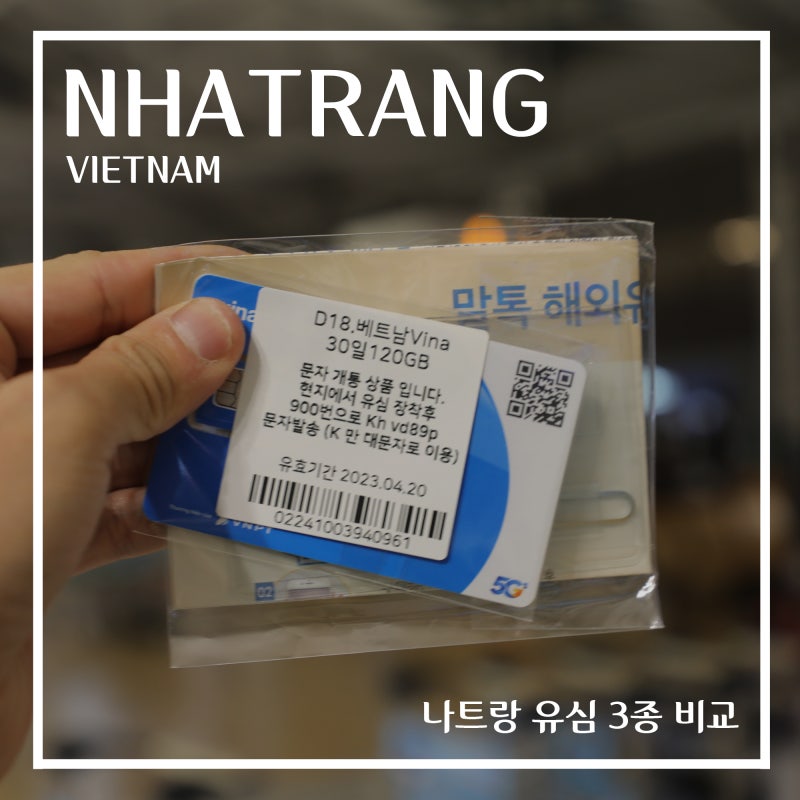 NHATRANG
VIETNAM
말톡 해외
D18.베트남Vina
30일120GB
문자 개통 상품 입니다.
현지에서 유심 장착후
900번으로 Kh vd89p
문자발송 (K 만 대문자로 이용)
유효기간 2023.04.20
02241003940961
VNPT
5G
02
나트랑 유심 3종 비교